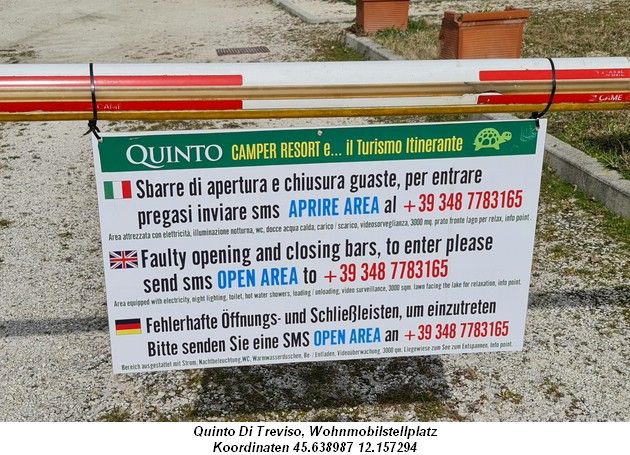 CAME
CAME
QUINTO CAMPER RESORT e... il Turismo Itinerante
Sbarre di apertura e chiusura guaste, per entrare
pregasi inviare sms APRIRE AREA al +39 348 7783165
Area attrezzata con elettricità, illuminazione notturna, wc, docce acqua calda, carico / scarico, videosorveglianza, 3000 mq. prato fronte lago per relax, info point.
Faulty opening and closing bars, to enter please
send sms OPEN AREA to +39 348 7783165
Area equipped with electricity, night lighting, toilet, hot water showers, loading / unloading, video surveillance, 3000 sqm. lawn facing the lake for relaxation, info point.
Fehlerhafte Öffnungs- und Schließleisten, um einzutreten
Bitte senden Sie eine SMS OPEN AREA an +39 348 7783165
Bereich ausgestattet mit Strom, Nachtbeleuchtung, WC, Warmwasserduschen, Be- / Entladen, Videoüberwachung, 3000 qm. Liegewiese zum See zum Entspannen, Info point.
Quinto Di Treviso, Wohnmobilstellplatz
Koordinaten 45.638987 12.157294